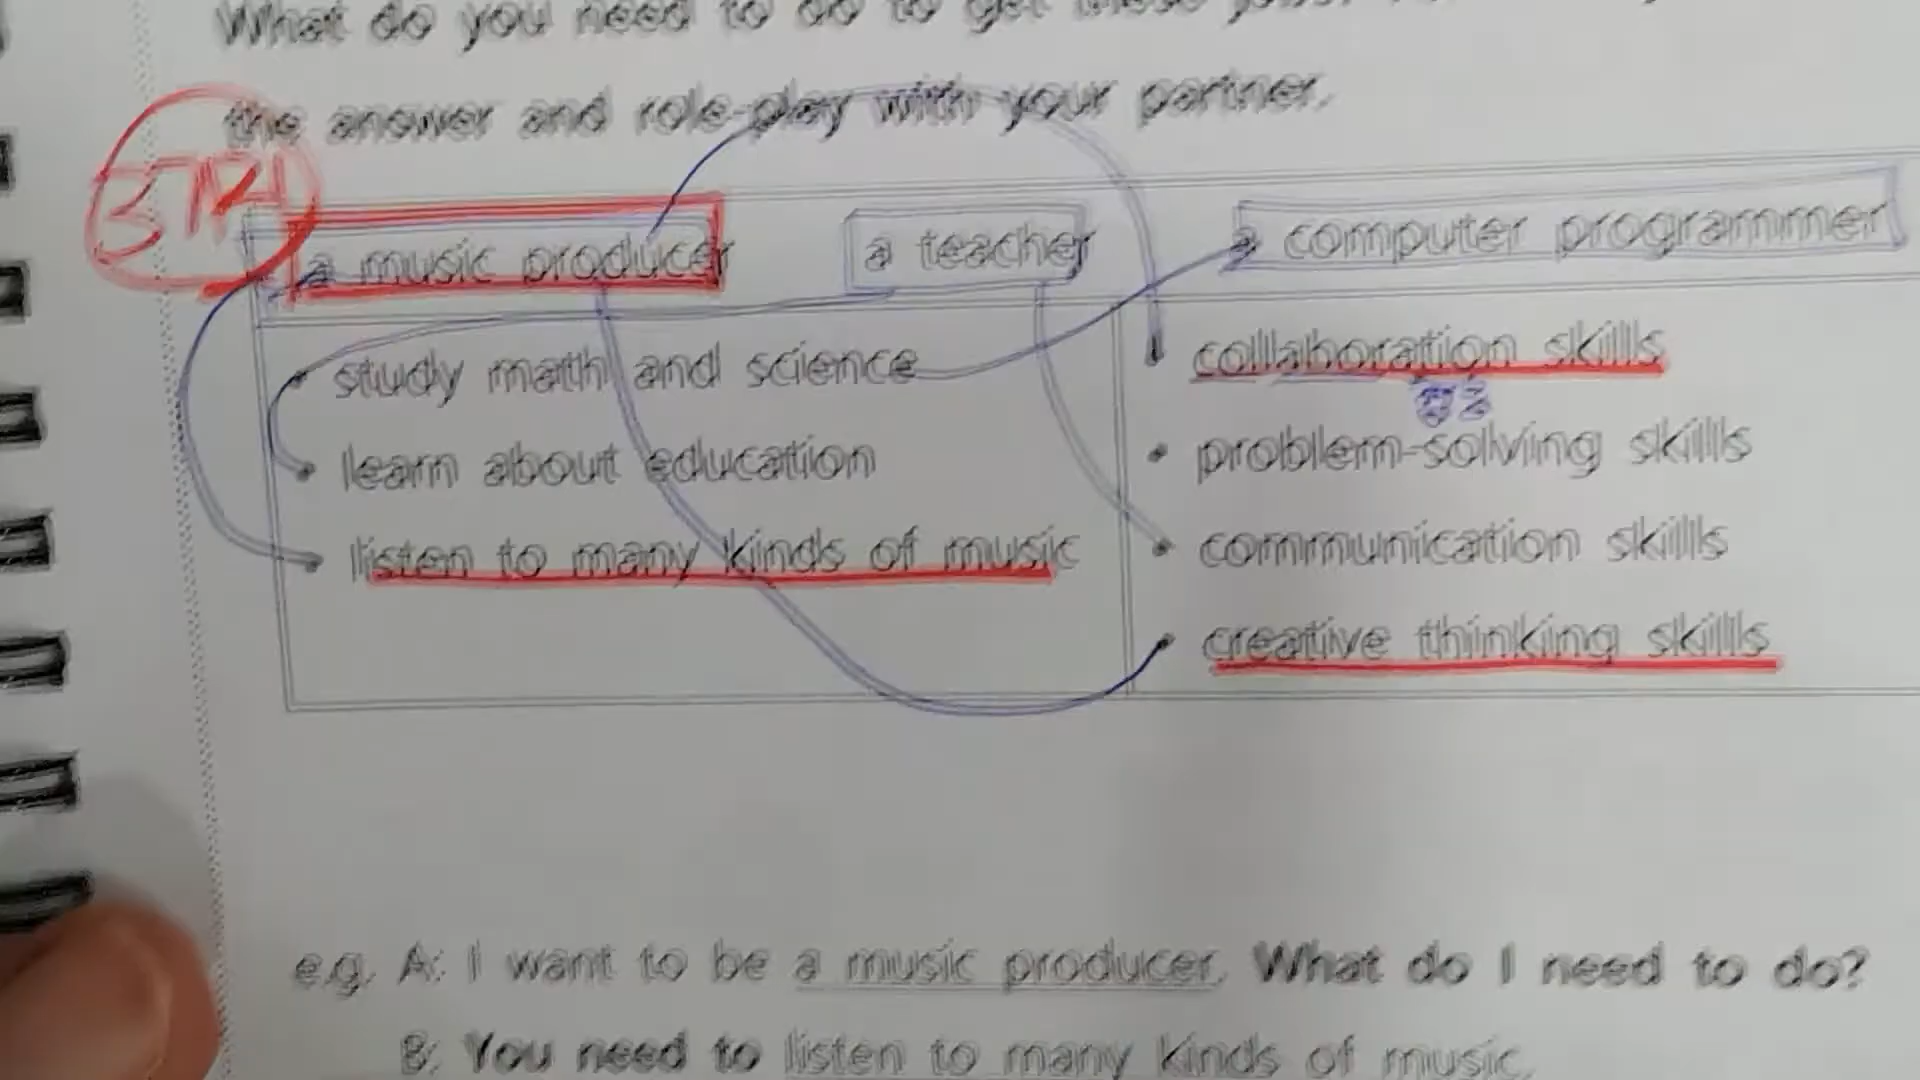 What do you need to do to get these jobs?
the answer and role-play with your partner.
a music producer a teacher a computer programmer
study math and science
learn about education
listen to many kinds of music
collaboration skills
• problem-solving skills
• communication skills
• creative thinking skills
e.g. A: I want to be a music producer. What do I need to do?
B: You need to listen to many kinds of music.